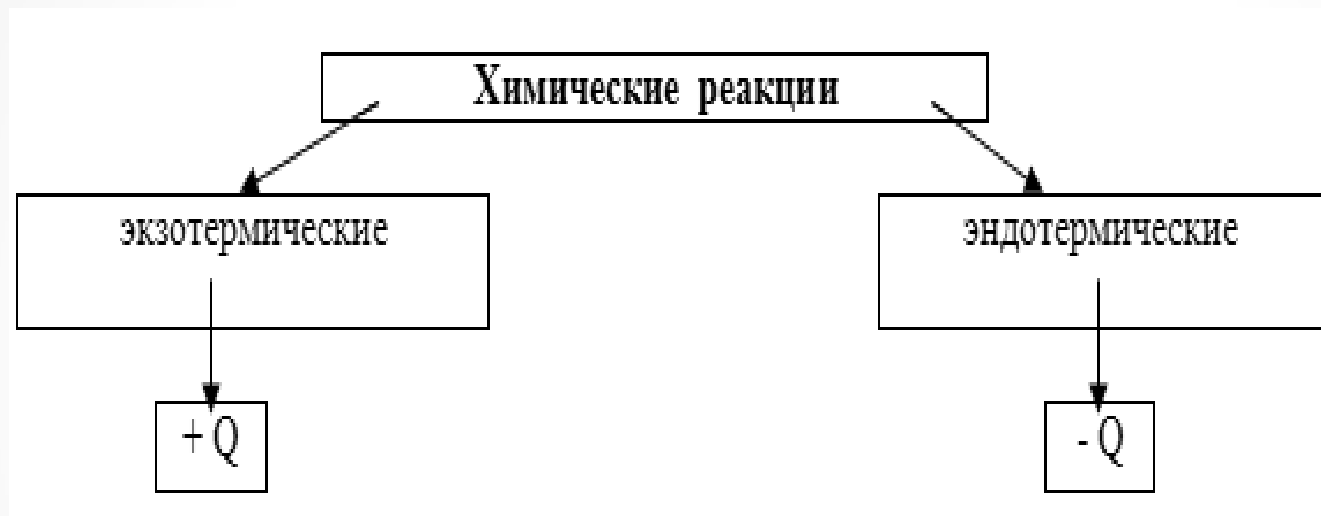 Химические реакции
экзотермические
эндотермические
+ Q
- Q